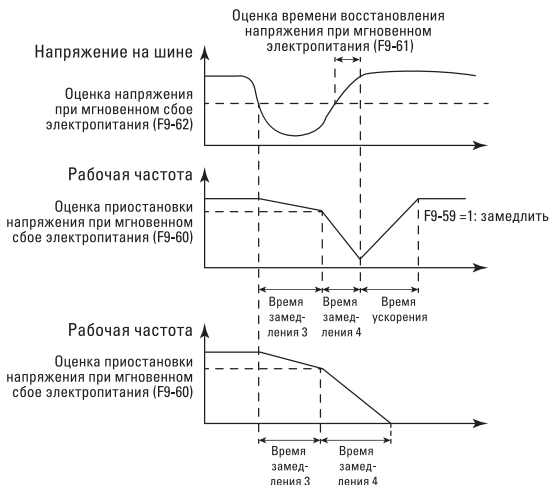 Оценка времени восстановления
напряжения при мгновенном
электропитании (F9-61)
Напряжение на шине
Оценка напряжения
при мгновенном сбое
электропитания (F9-62)
Рабочая частота
Оценка приостановки
напряжения при мгновенном
сбое электропитания (F9-60)
F9-59 =1: замедлить
Время
замед-
ления 3
Время
замед-
ления 4
Время
ускорения
Рабочая частота
Оценка приостановки
напряжения при мгновенном
сбое электропитания (F9-60)
Время
замед-
ления 3
Время
замед-
ления 4